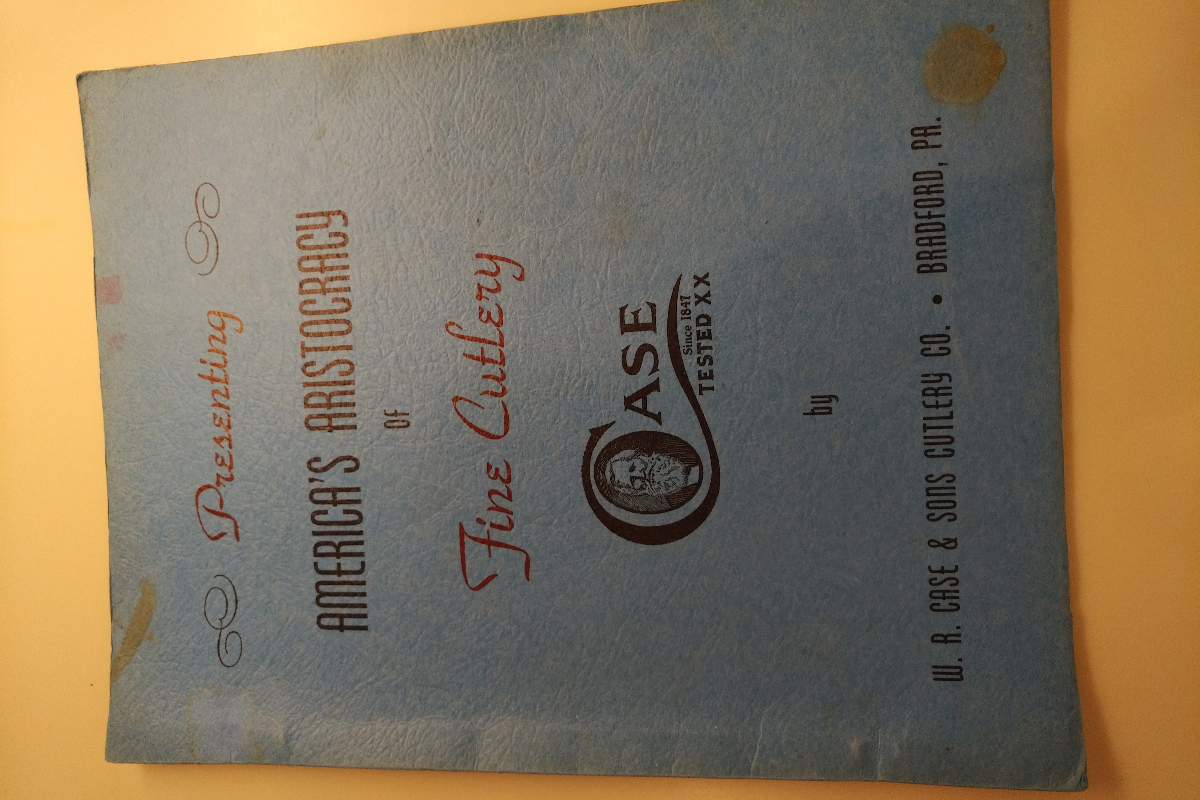 Presenting
AMERICA'S ARISTOCRACY
OF
Fine Cutlery
CASE
Since 1847
TESTED XX
by
W. R. CASE & SONS CUTLERY CO. • BRADFORD, PA.